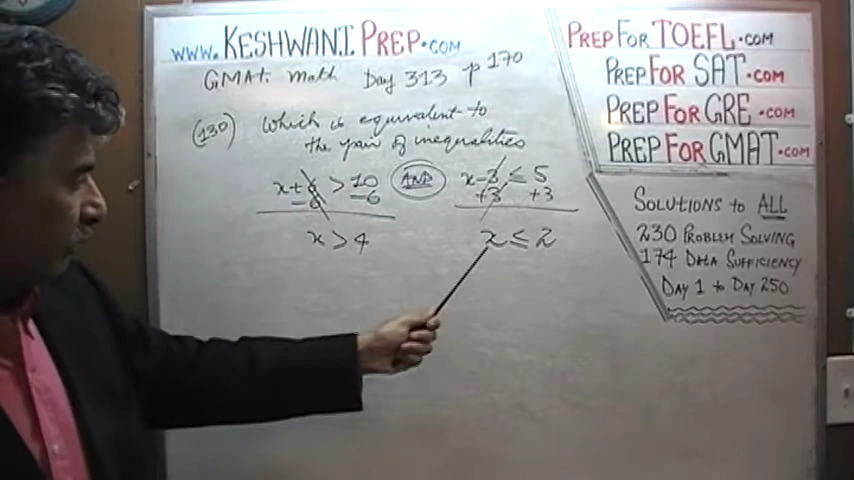 www.KESHWANIPREP.COM
GMAT Math Day 313 p 170
(130) Which is equivalent to
the pair of inequalities
x+6 > 10 AND x-3 ≤ 5
-6 -6 +3 +3
x > 4 x ≤ 2
PREPFORTOEFL.COM
PREPFORSAT.COM
PREPFORGRE.COM
PREPFORGMAT.COM
SOLUTIONS to ALL
230 PROBLEM SOLVING
174 DATA SUFFICIENCY
DAY 1 to DAY 250